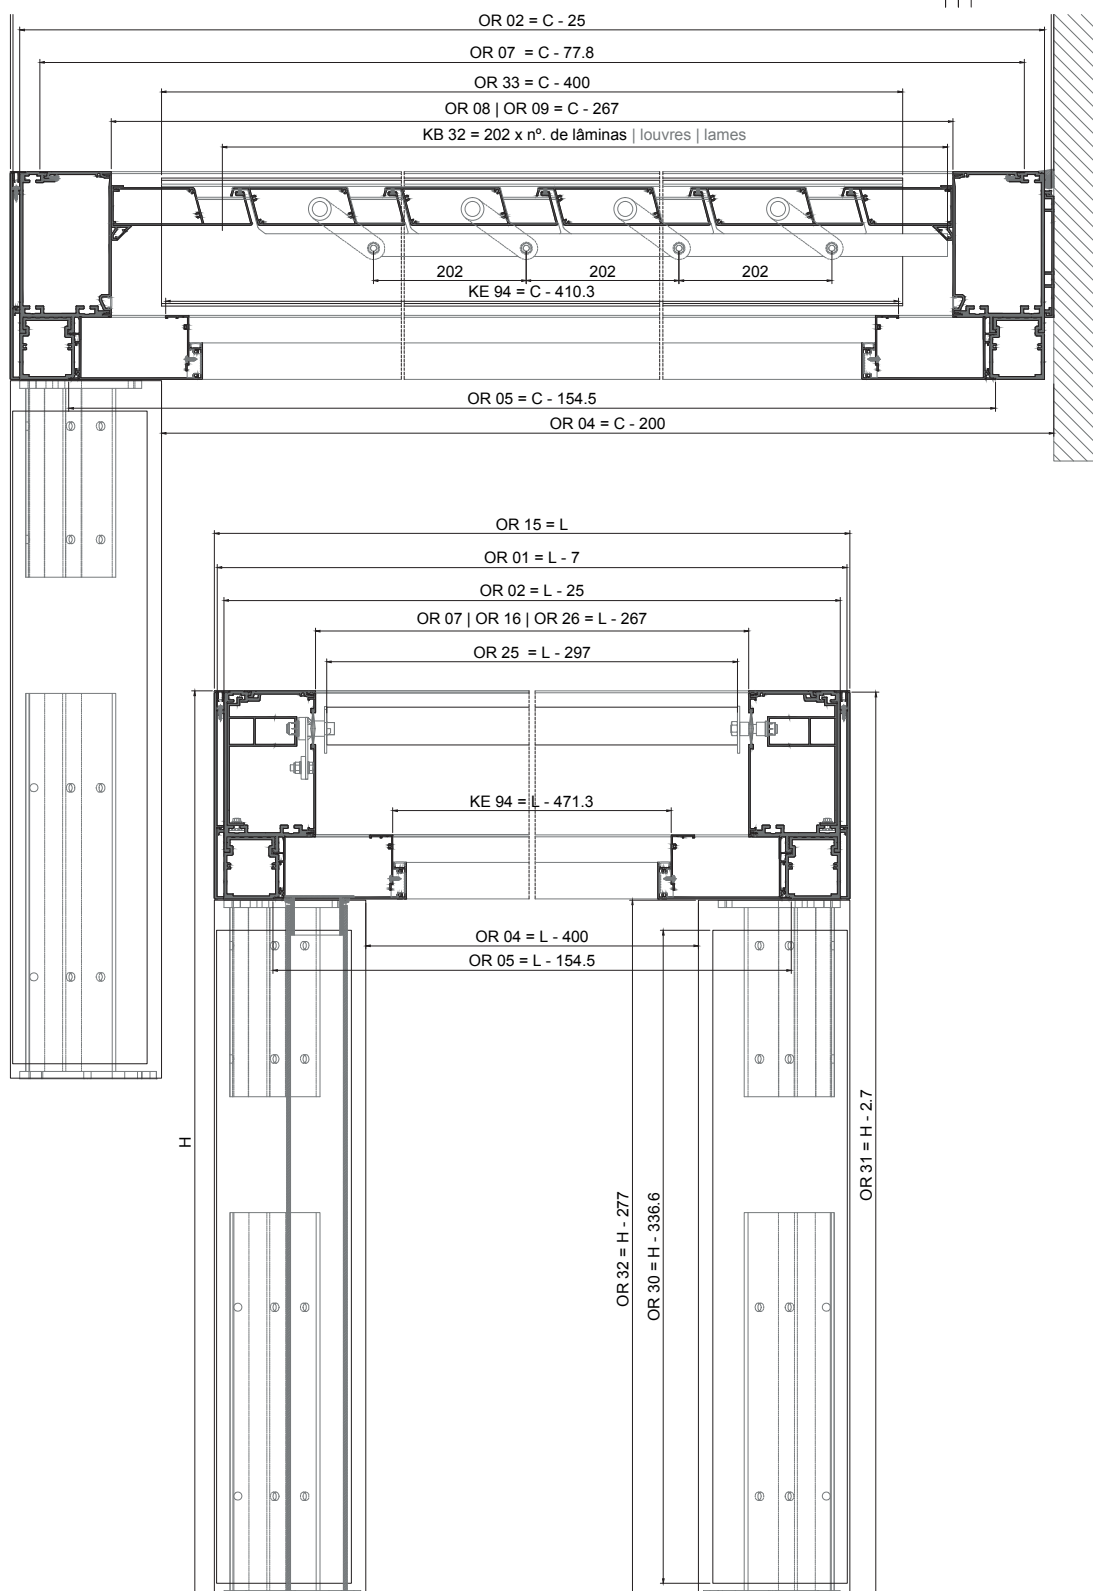 OR 02 = C - 25
OR 07 = C - 77.8
OR 33 = C - 400
OR 08 | OR 09 = C - 267
KB 32 = 202 x nº. de lâminas | louvres | lames
202 202 202
KE 94 = C - 410.3
OR 05 = C - 154.5
OR 04 = C - 200
OR 15 = L
OR 01 = L - 7
OR 02 = L - 25
OR 07 | OR 16 | OR 26 = L - 267
OR 25 = L - 297
KE 94 = L - 471.3
OR 04 = L - 400
OR 05 = L - 154.5
H
OR 32 = H - 277
OR 30 = H - 336.6
OR 31 = H - 2.7